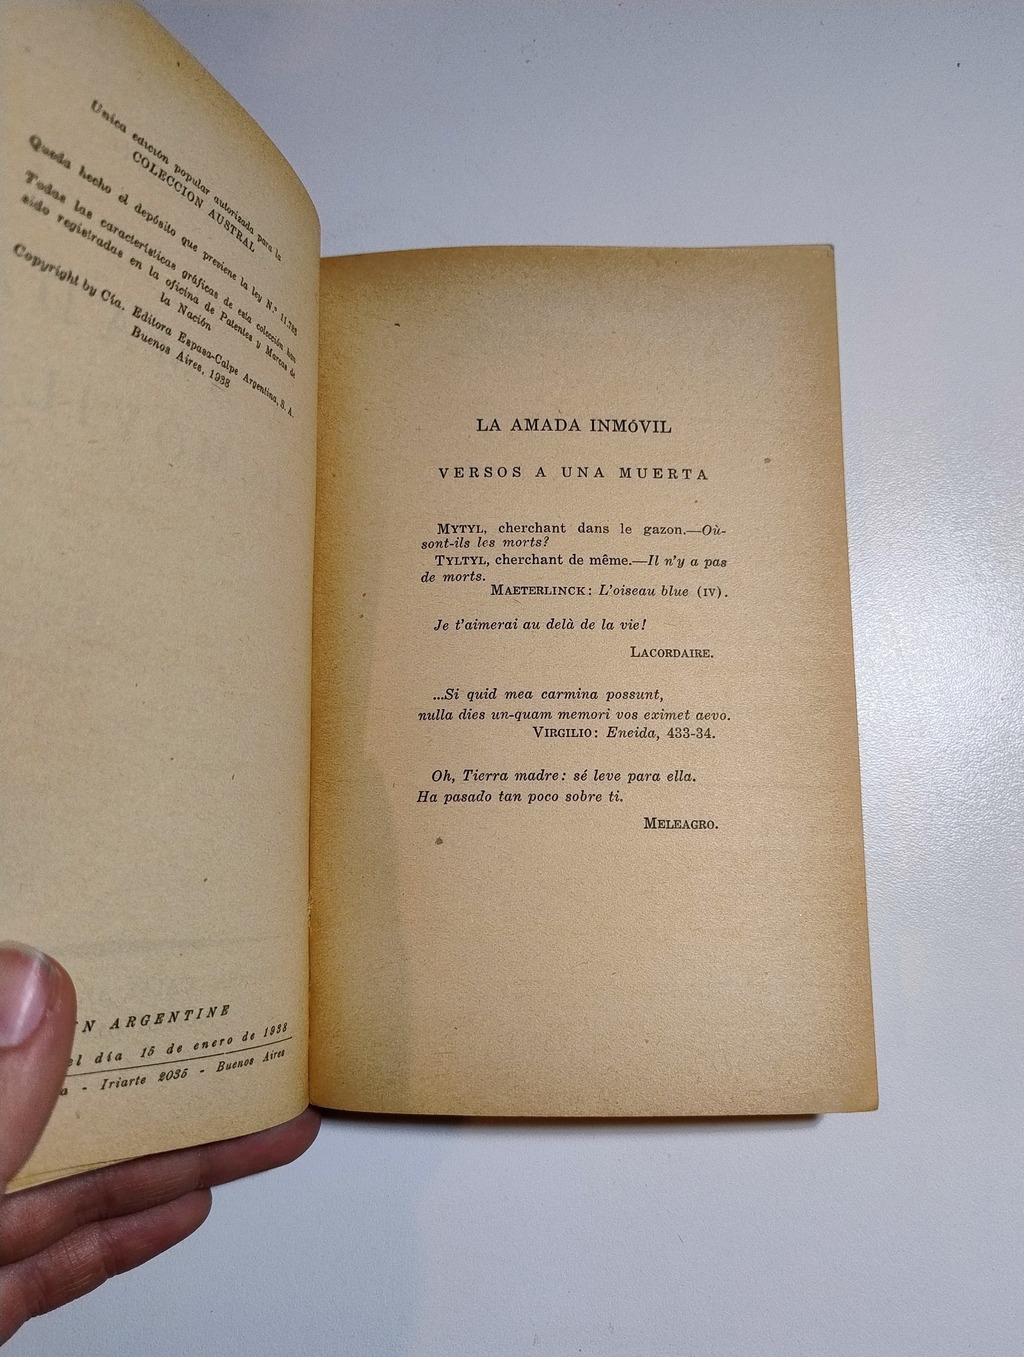 Unica edición popular autorizada para la
COLECCION AUSTRAL
Queda hecho el depósito que previene la ley N.º 11.723
Todas las características gráficas de esta colección han
sido registradas en la oficina de Patentes y Marcas de
la Nación
Copyright by Cía. Editora Espasa-Calpe Argentina, S. A.
Buenos Aires, 1938
N ARGENTINE
el día 15 de enero de 1938
a - Iriarte 2035 - Buenos Aires
LA AMADA INMÓVIL
VERSOS A UNA MUERTA
MYTYL, cherchant dans le gazon.—Où-
sont-ils les morts?
TYLTYL, cherchant de même.—Il n'y a pas
de morts.
MAETERLINCK: L'oiseau blue (IV).
Je t'aimerai au delà de la vie!
LACORDAIRE.
...Si quid mea carmina possunt,
nulla dies un-quam memori vos eximet aevo.
VIRGILIO: Eneida, 433-34.
Oh, Tierra madre: sé leve para ella.
Ha pasado tan poco sobre ti.
MELEAGRO.